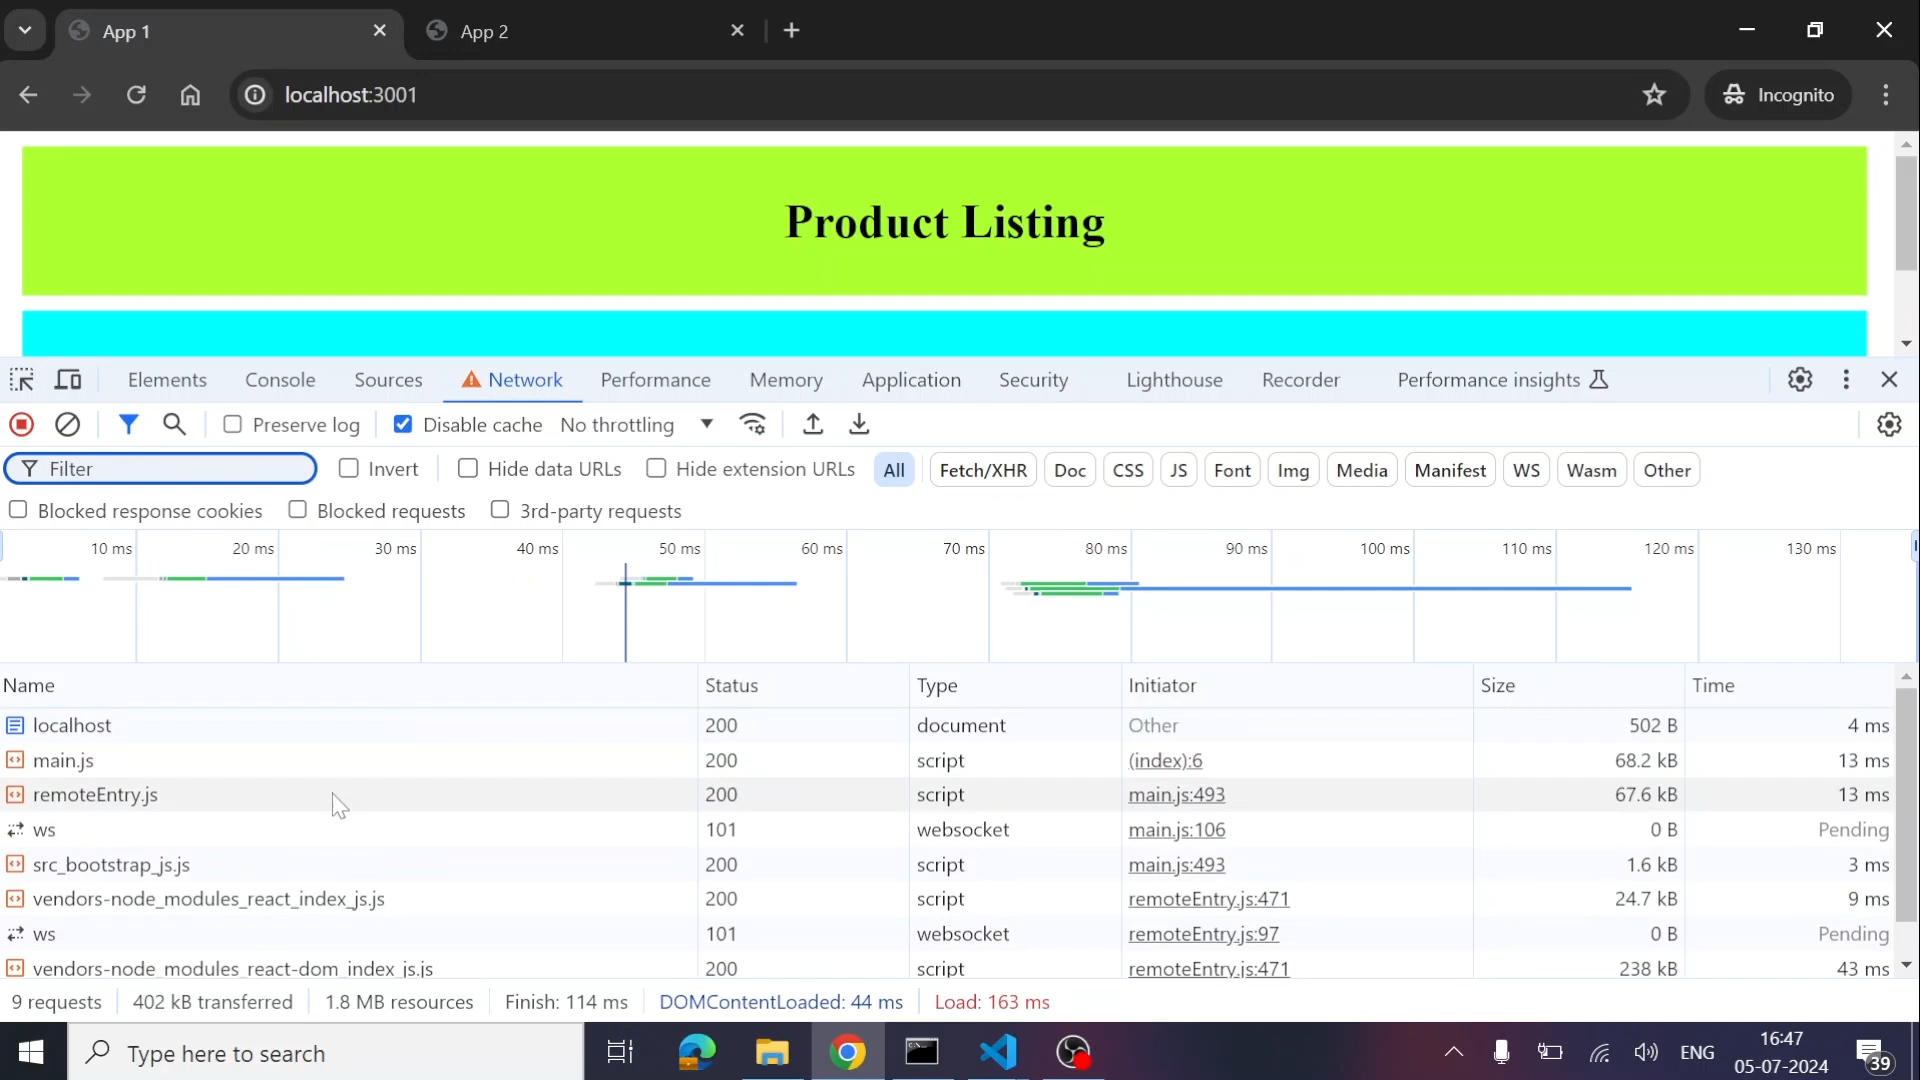 App 1
App 2
localhost:3001
Incognito
Product Listing
Elements Console Sources Network Performance Memory Application Security Lighthouse Recorder Performance insights
Preserve log Disable cache No throttling
Filter Invert Hide data URLs Hide extension URLs All Fetch/XHR Doc CSS JS Font Img Media Manifest WS Wasm Other
Blocked response cookies Blocked requests 3rd-party requests
10 ms 20 ms 30 ms 40 ms 50 ms 60 ms 70 ms 80 ms 90 ms 100 ms 110 ms 120 ms 130 ms
Name Status Type Initiator Size Time
localhost 200 document Other 502 B 4 ms
main.js 200 script (index):6 68.2 kB 13 ms
remoteEntry.js 200 script main.js:493 67.6 kB 13 ms
ws 101 websocket main.js:106 0 B Pending
src_bootstrap_js.js 200 script main.js:493 1.6 kB 3 ms
vendors-node_modules_react_index_js.js 200 script remoteEntry.js:471 24.7 kB 9 ms
ws 101 websocket remoteEntry.js:97 0 B Pending
vendors-node_modules_react-dom_index_js.js 200 script remoteEntry.js:471 238 kB 43 ms
9 requests 402 kB transferred 1.8 MB resources Finish: 114 ms DOMContentLoaded: 44 ms Load: 163 ms
Type here to search
ENG
16:47
05-07-2024
39